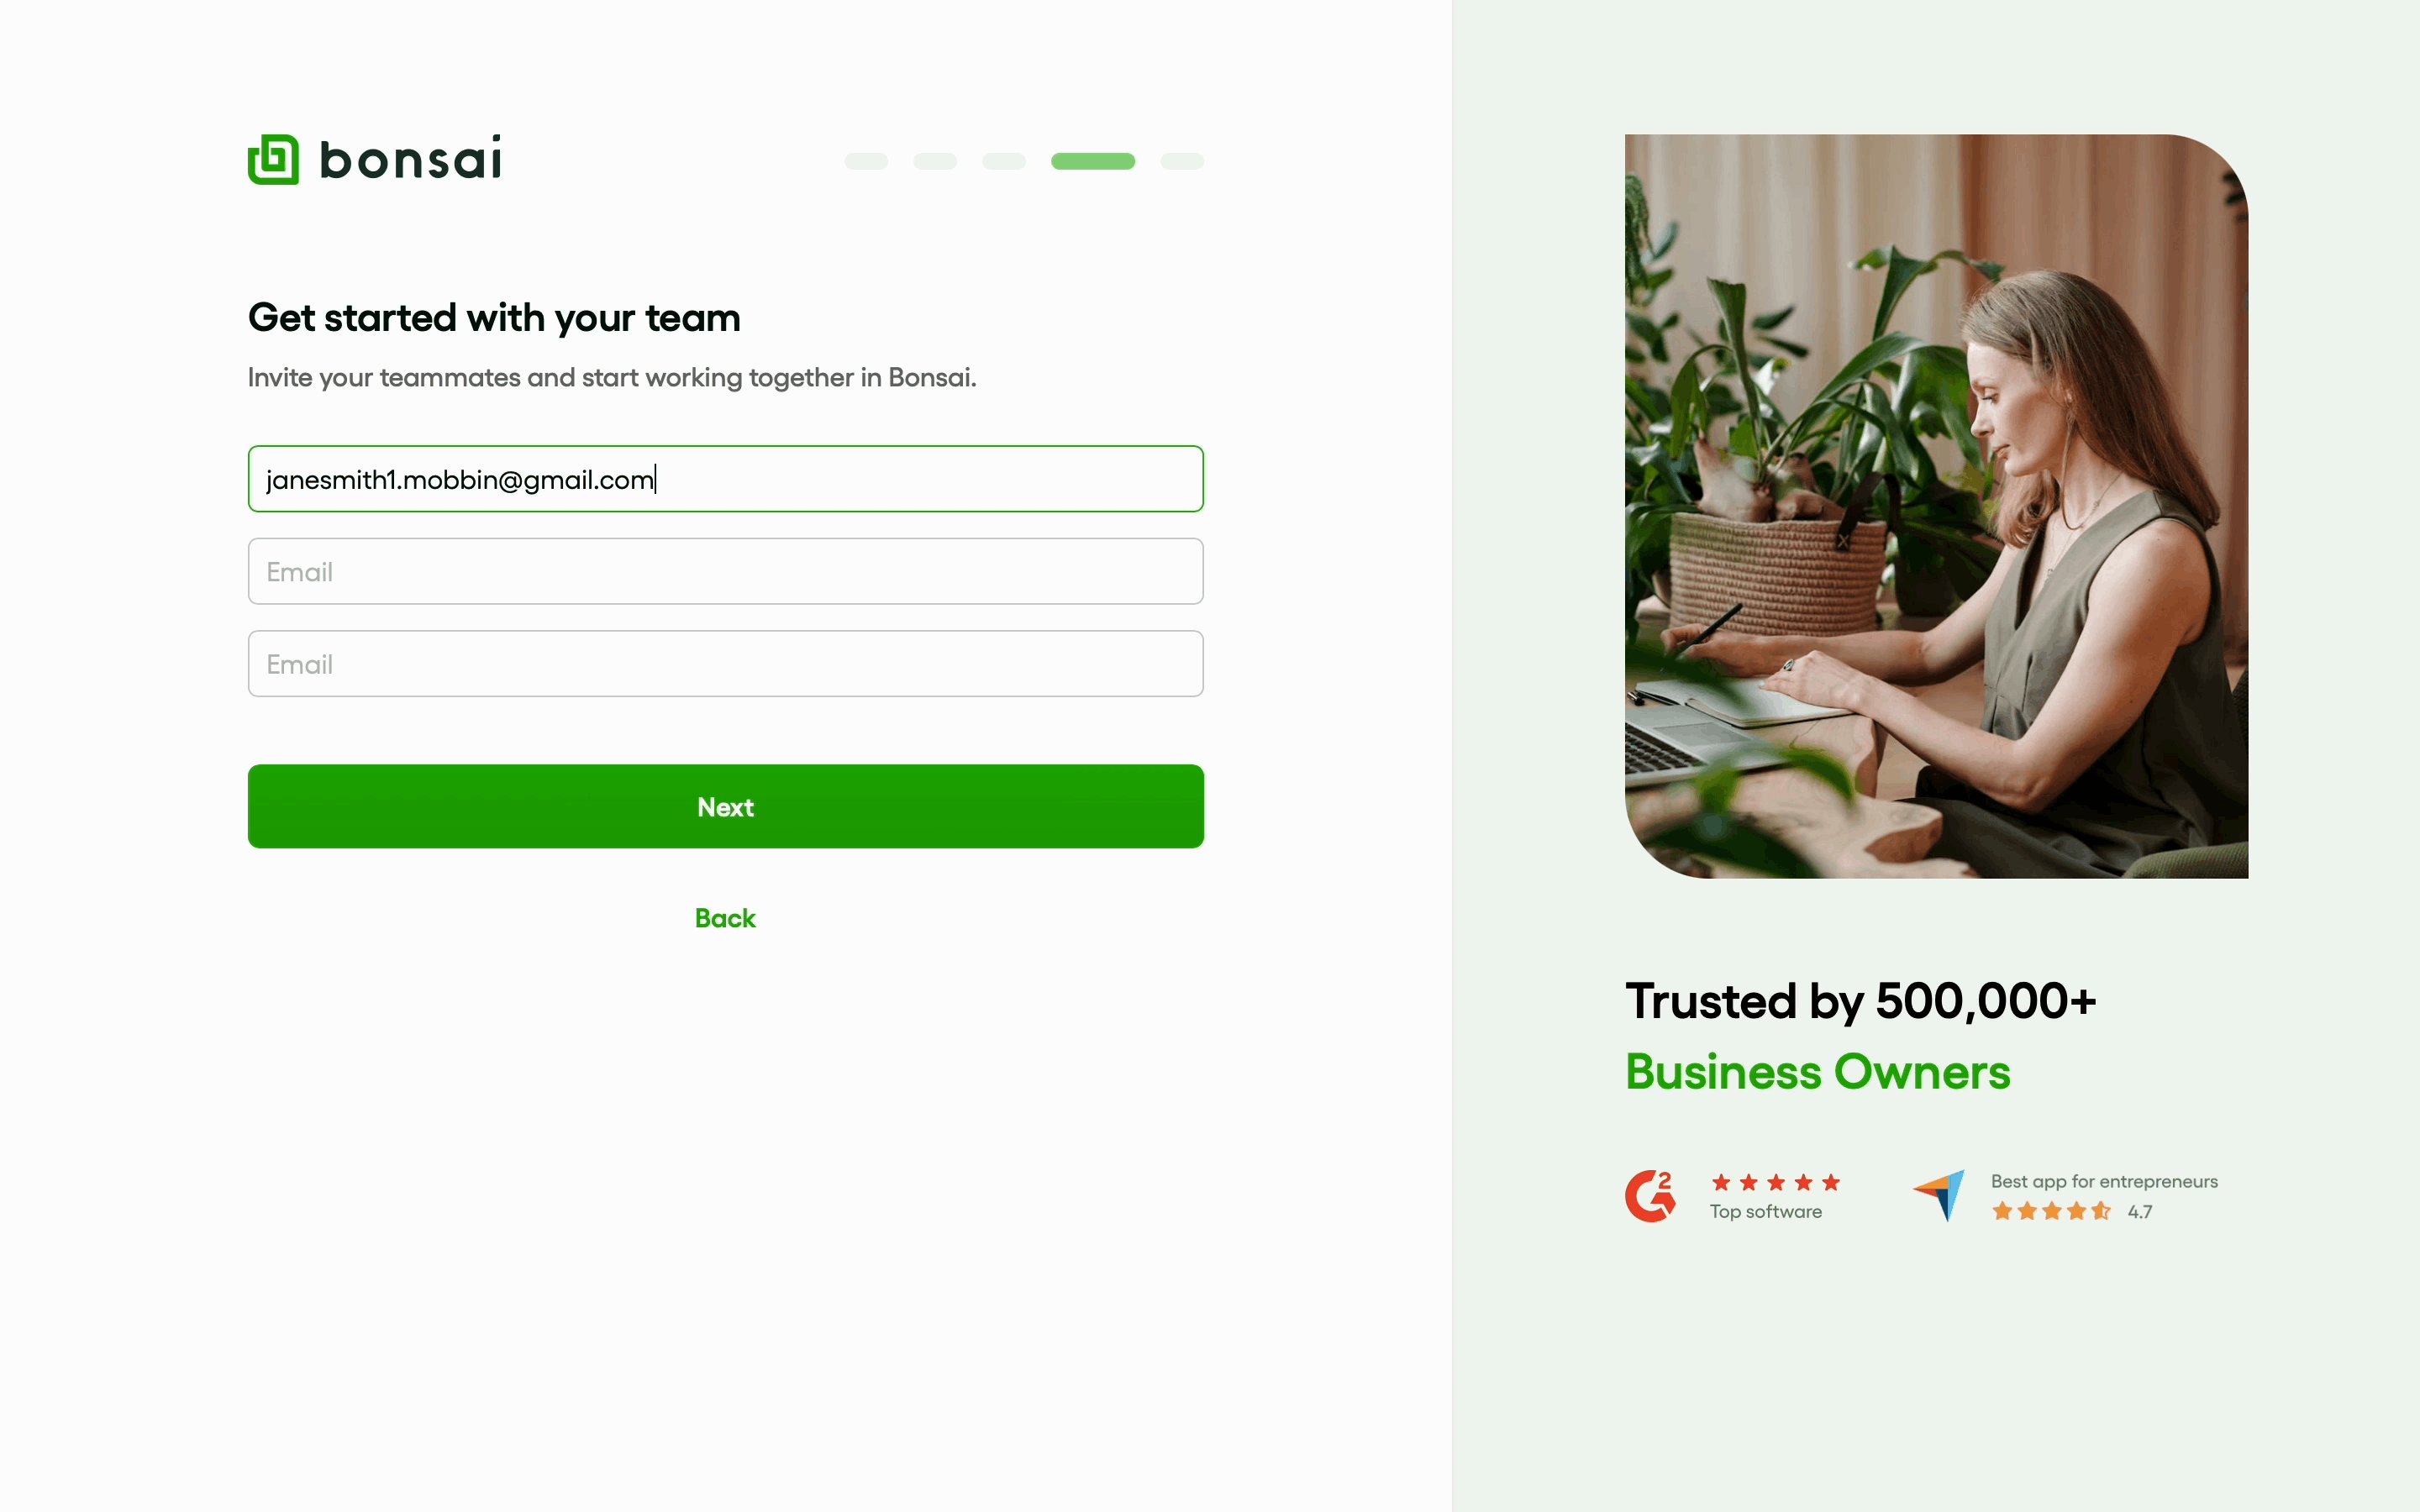 bonsai
Get started with your team
Invite your teammates and start working together in Bonsai.
janesmith1.mobbin@gmail.com
Email
Email
Next
Back
Trusted by 500,000+
Business Owners
G2
Top software
Best app for entrepreneurs
4.7